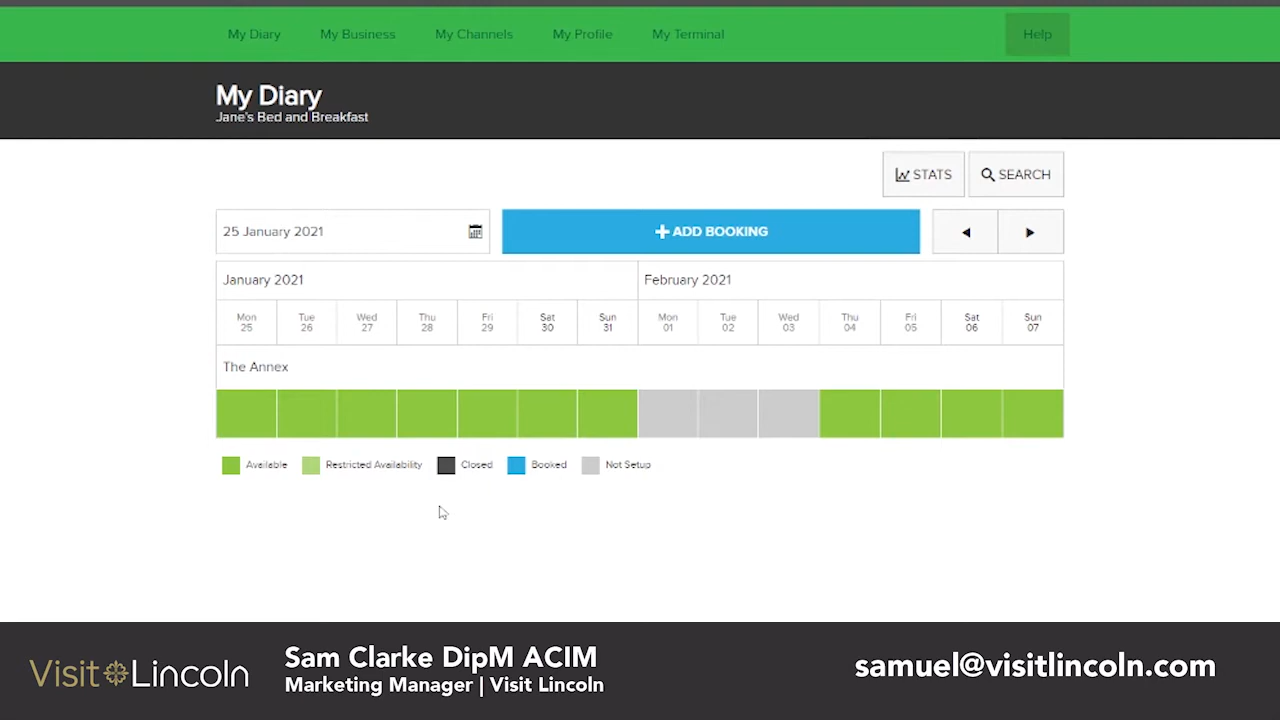 My Diary My Business My Channels My Profile My Terminal Help
My Diary
Jane's Bed and Breakfast
STATS SEARCH
25 January 2021 ADD BOOKING
January 2021 February 2021
Mon Tue Wed Thu Fri Sat Sun Mon Tue Wed Thu Fri Sat Sun
25 26 27 28 29 30 31 01 02 03 04 05 06 07
The Annex
Available Restricted Availability Closed Booked Not Setup
Visit Lincoln
Sam Clarke DipM ACIM
Marketing Manager | Visit Lincoln
samuel@visitlincoln.com